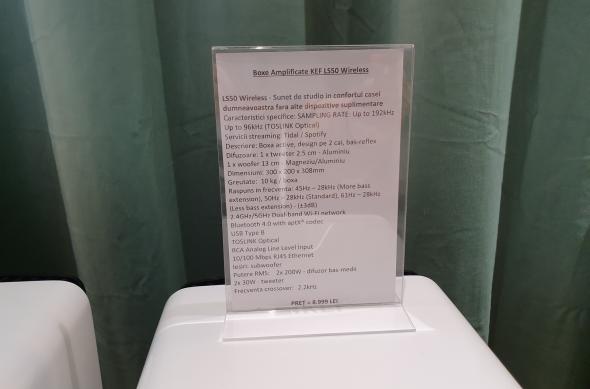 Boxe Amplificate KEF LS50 Wireless
LS50 Wireless - Sunet de studio in confortul casei
dumneavoastra fara alte dispozitive suplimentare
Caracteristici specifice: SAMPLING RATE: Up to 192kHz
Up to 96kHz (TOSLINK Optical)
Servicii streaming: Tidal / Spotify
Descriere: Boxa active, design pe 2 cai, bas-reflex
Difuzoare: 1 x tweeter 2.5 cm - Aluminiu
1 x woofer 13 cm - Magneziu/Aluminiu
Dimensiuni: 300 x 200 x 308mm
Greutate: 10 kg / boxa
Raspuns in frecventa: 45Hz – 28kHz (More bass
extension), 50Hz – 28kHz (Standard), 61Hz – 28kHz
(Less bass extension) - (±3dB)
2.4GHz/5GHz Dual-band Wi-Fi network
Bluetooth 4.0 with aptX® codec
USB Type B
TOSLINK Optical
RCA Analog Line Level Input
10/100 Mbps RJ45 Ethernet
Iesiri: subwoofer
Putere RMS: 2x 200W - difuzor bas-medii
2x 30W - tweeter
Frecventa crossover: 2.2kHz
PREȚ = 8.999 LEI